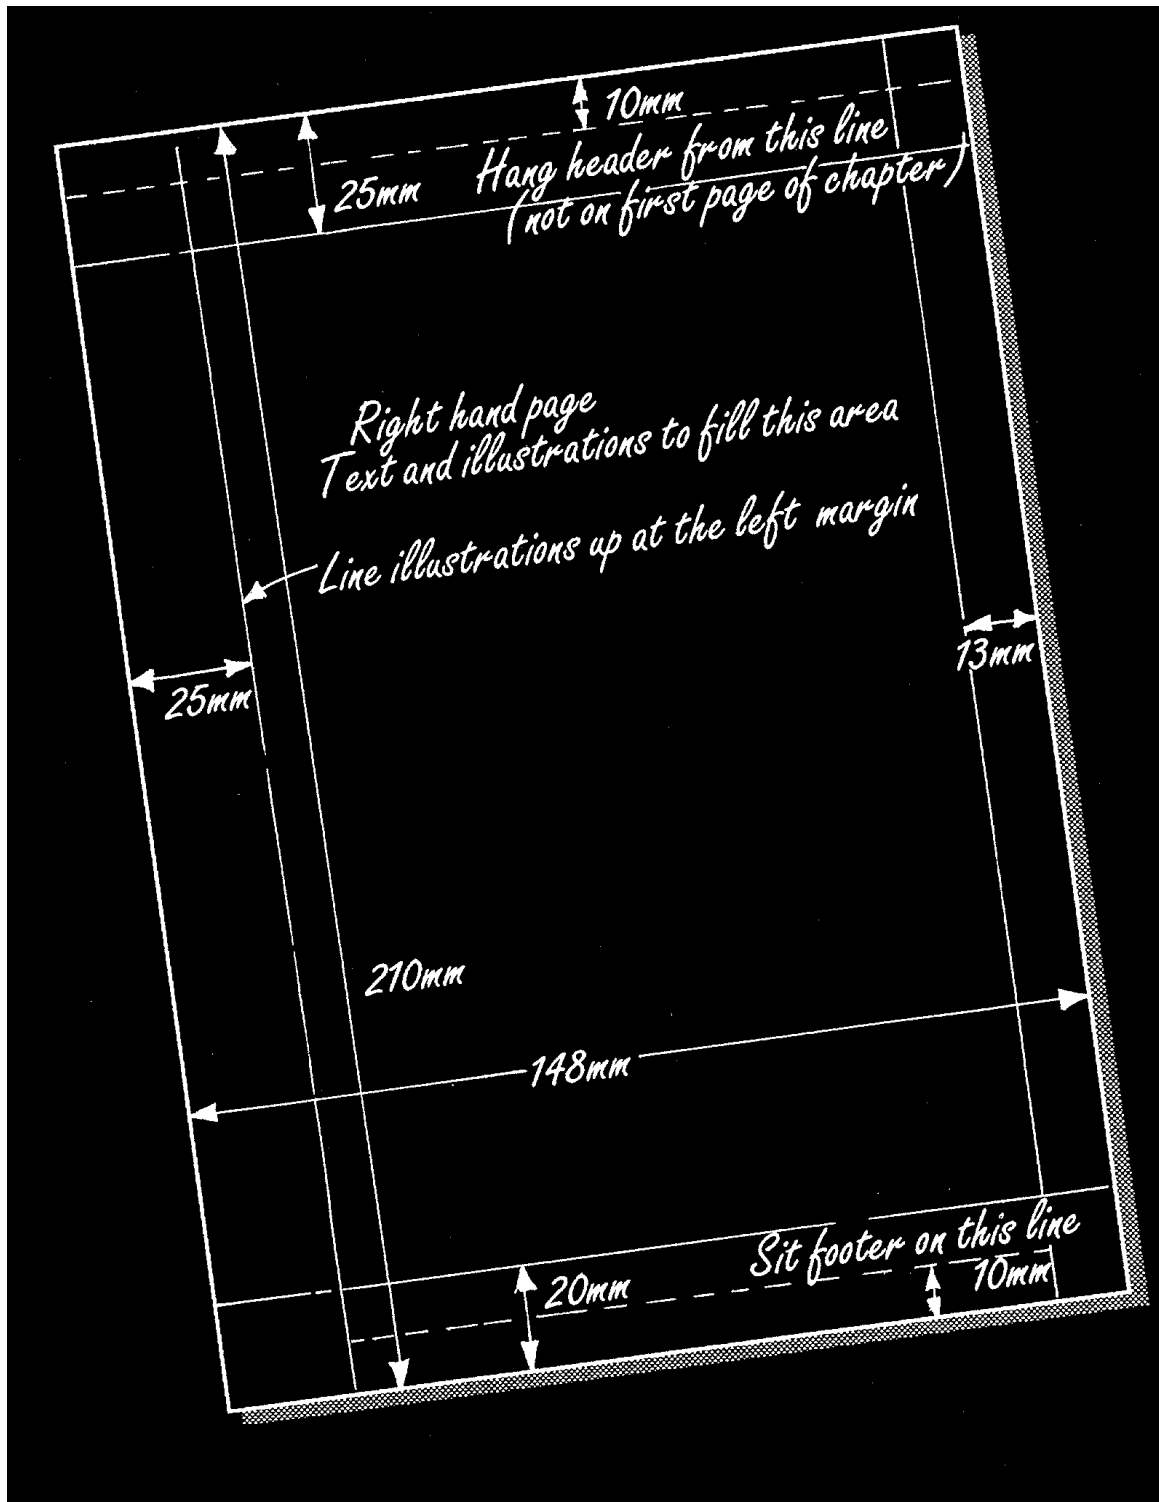 10mm
Hang header from this line
(not on first page of chapter)
25mm
Right hand page
Text and illustrations to fill this area
Line illustrations up at the left margin
13mm
25mm
210mm
148mm
Sit footer on this line
10mm
20mm